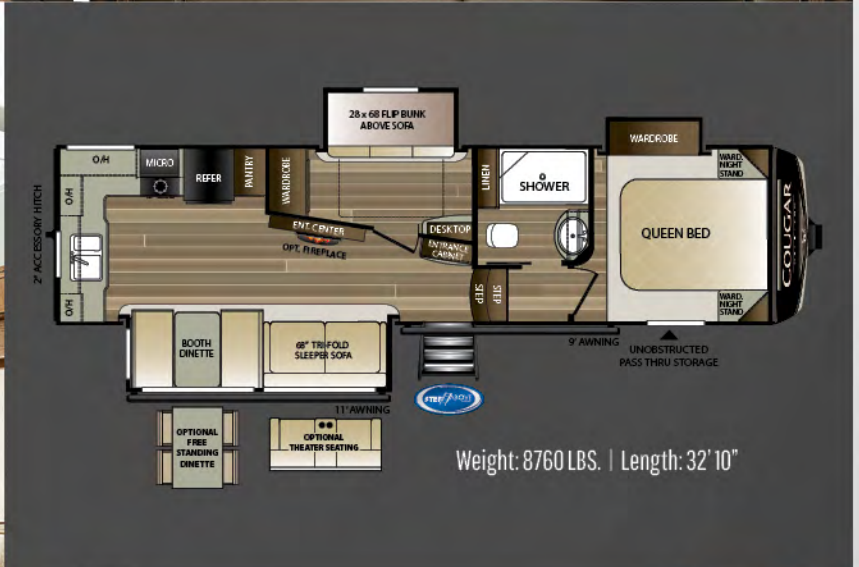 28 x 68 FLIP BUNK
ABOVE SOFA
WARDROBE
O/H
MICRO
REFER
PANTRY
WARDROBE
LINEN
SHOWER
WARD.
NIGHT
STAND
O/H
2" ACCESSORY HITCH
ENT. CENTER
OPT. FIREPLACE
DESKTOP
ENTRANCE
CABINET
QUEEN BED
COUGAR
O/H
STEP
STEP
WARD.
NIGHT
STAND
BOOTH
DINETTE
68" TRI-FOLD
SLEEPER SOFA
9' AWNING
UNOBSTRUCTED
PASS THRU STORAGE
STEP ABOVE
11' AWNING
OPTIONAL
FREE
STANDING
DINETTE
OPTIONAL
THEATER SEATING
Weight: 8760 LBS. | Length: 32' 10"